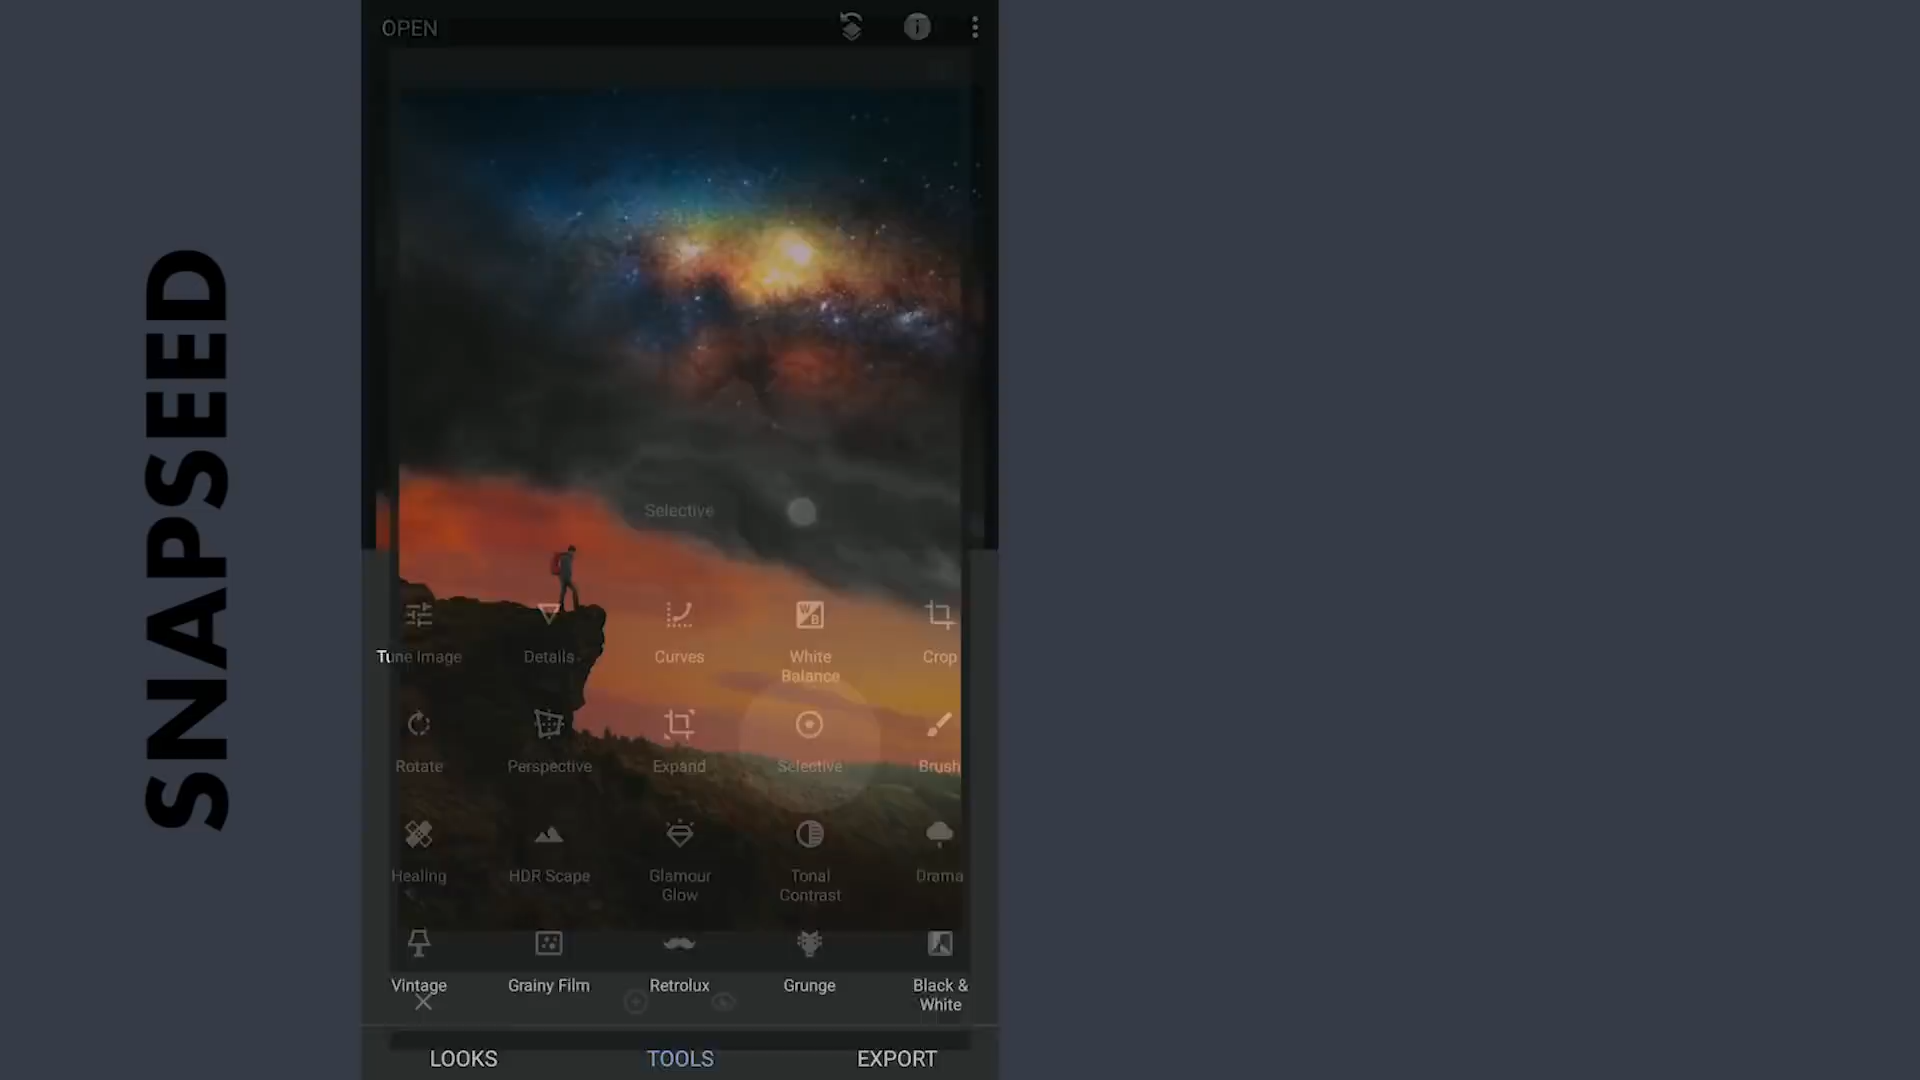 OPEN
SNAPSEED
Selective
Tune Image
Details
Curves
White
Balance
Crop
Rotate
Perspective
Expand
Selective
Brush
Healing
HDR Scape
Glamour
Glow
Tonal
Contrast
Drama
Vintage
Grainy Film
Retrolux
Grunge
Black &
White
LOOKS
TOOLS
EXPORT